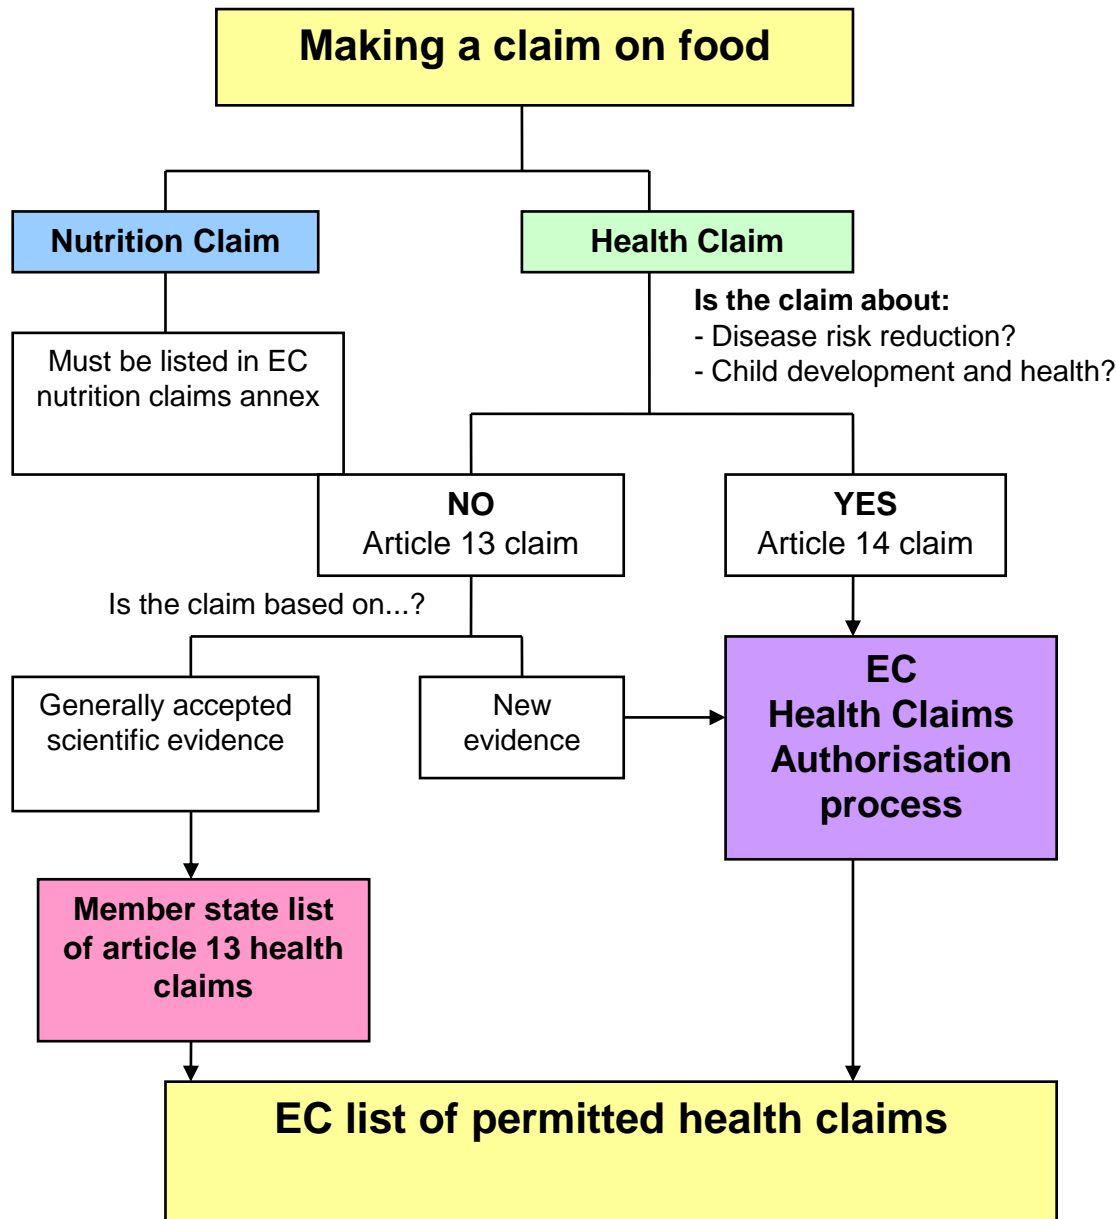 Making a claim on food
Nutrition Claim
Health Claim
Is the claim about:
- Disease risk reduction?
- Child development and health?
Must be listed in EC
nutrition claims annex
NO
Article 13 claim
YES
Article 14 claim
Is the claim based on...?
Generally accepted
scientific evidence
New
evidence
EC
Health Claims
Authorisation
process
Member state list
of article 13 health
claims
EC list of permitted health claims